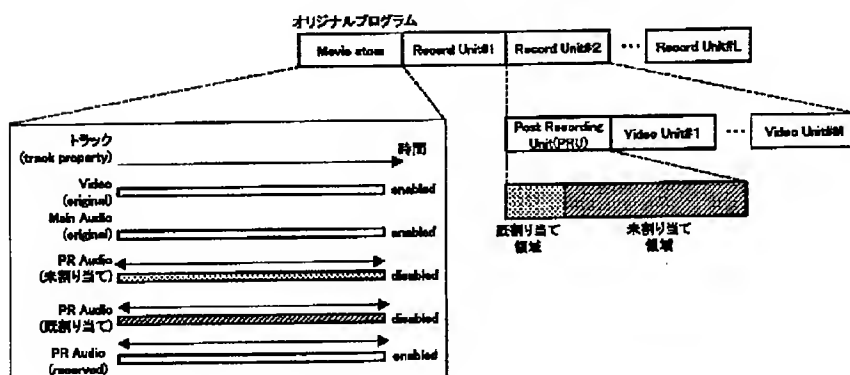 オリジナルプログラム
Movie atom Record Unit#1 Record Unit#2 ... Record Unit#L
トラック
(track property)
時間
Post Recording
Unit(PRU)
Video Unit#1 ... Video Unit#M
Video
(original)
enabled
Main Audio
(original)
enabled
既割り当て
領域
未割り当て
領域
PR Audio
(未割り当て)
disabled
PR Audio
(既割り当て)
disabled
PR Audio
(reserved)
enabled